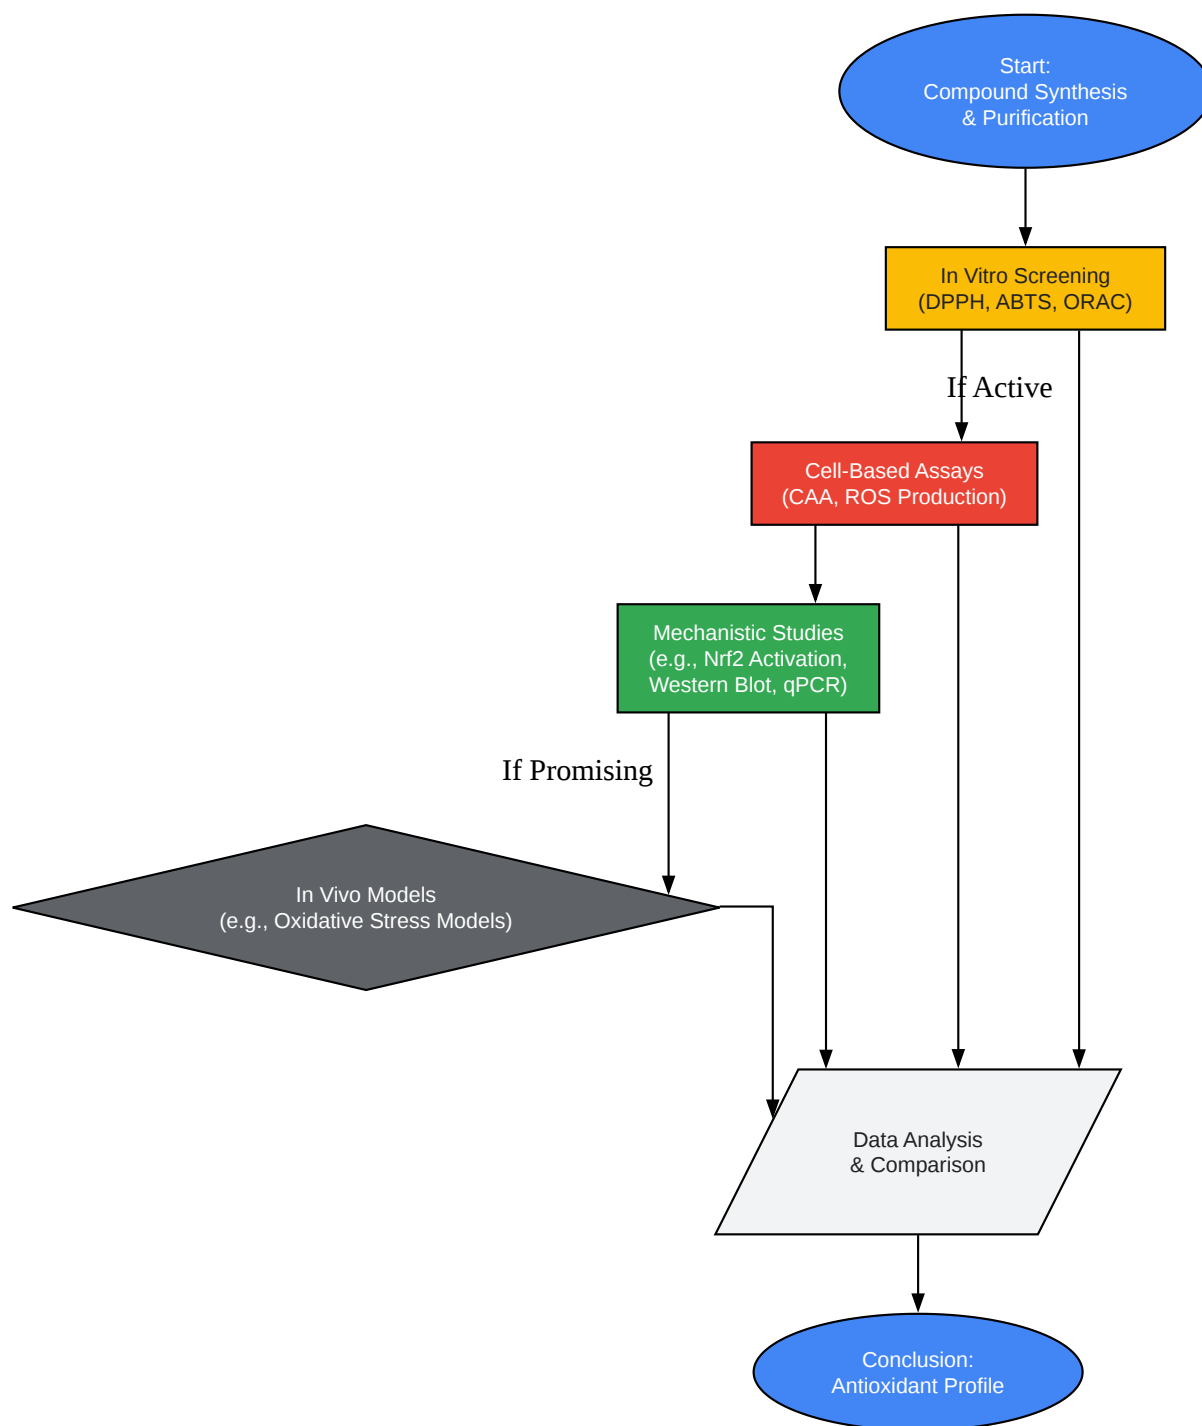 Start:
Compound Synthesis
& Purification
In Vitro Screening
(DPPH, ABTS, ORAC)
If Active
Cell-Based Assays
(CAA, ROS Production)
Mechanistic Studies
(e.g., Nrf2 Activation,
Western Blot, qPCR)
If Promising
In Vivo Models
(e.g., Oxidative Stress Models)
Data Analysis
& Comparison
Conclusion:
Antioxidant Profile